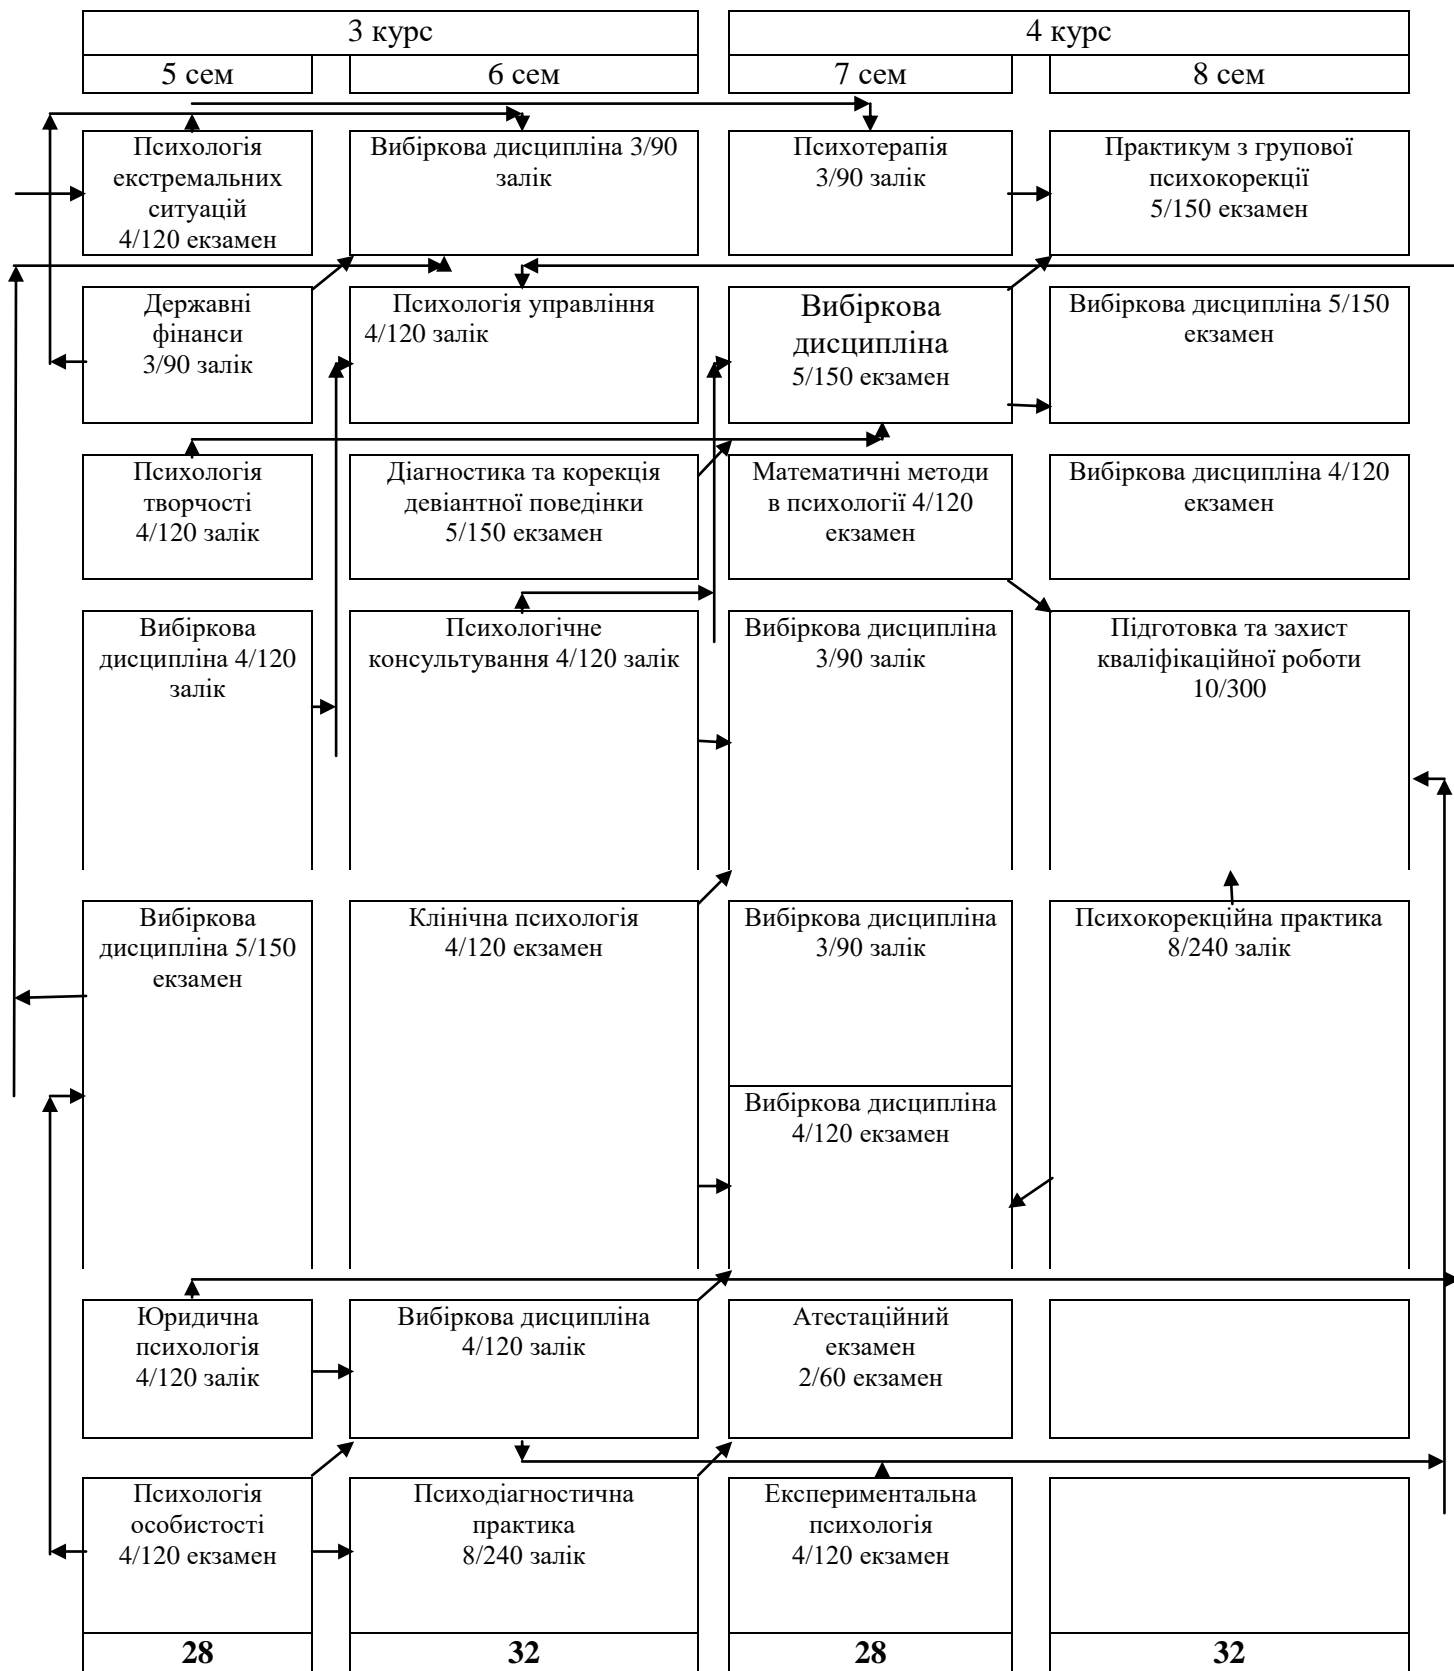 3 курс
4 курс
5 сем
6 сем
7 сем
8 сем
Психологія
екстремальних
ситуацій
4/120 екзамен
Вибіркова дисципліна 3/90
залік
Психотерапія
3/90 залік
Практикум з групової
психокорекції
5/150 екзамен
Державні
фінанси
3/90 залік
Психологія управління
4/120 залік
Вибіркова
дисципліна
5/150 екзамен
Вибіркова дисципліна 5/150
екзамен
Психологія
творчості
4/120 залік
Діагностика та корекція
девіантної поведінки
5/150 екзамен
Математичні методи
в психології 4/120
екзамен
Вибіркова дисципліна 4/120
екзамен
Вибіркова
дисципліна 4/120
залік
Психологічне
консультування 4/120 залік
Вибіркова дисципліна
3/90 залік
Підготовка та захист
кваліфікаційної роботи
10/300
Вибіркова
дисципліна 5/150
екзамен
Клінічна психологія
4/120 екзамен
Вибіркова дисципліна
3/90 залік
Психокорекційна практика
8/240 залік
Вибіркова дисципліна
4/120 екзамен
Юридична
психологія
4/120 залік
Вибіркова дисципліна
4/120 залік
Атестаційний
екзамен
2/60 екзамен
Психологія
особистості
4/120 екзамен
Психодіагностична
практика
8/240 залік
Експериментальна
психологія
4/120 екзамен
28
32
28
32